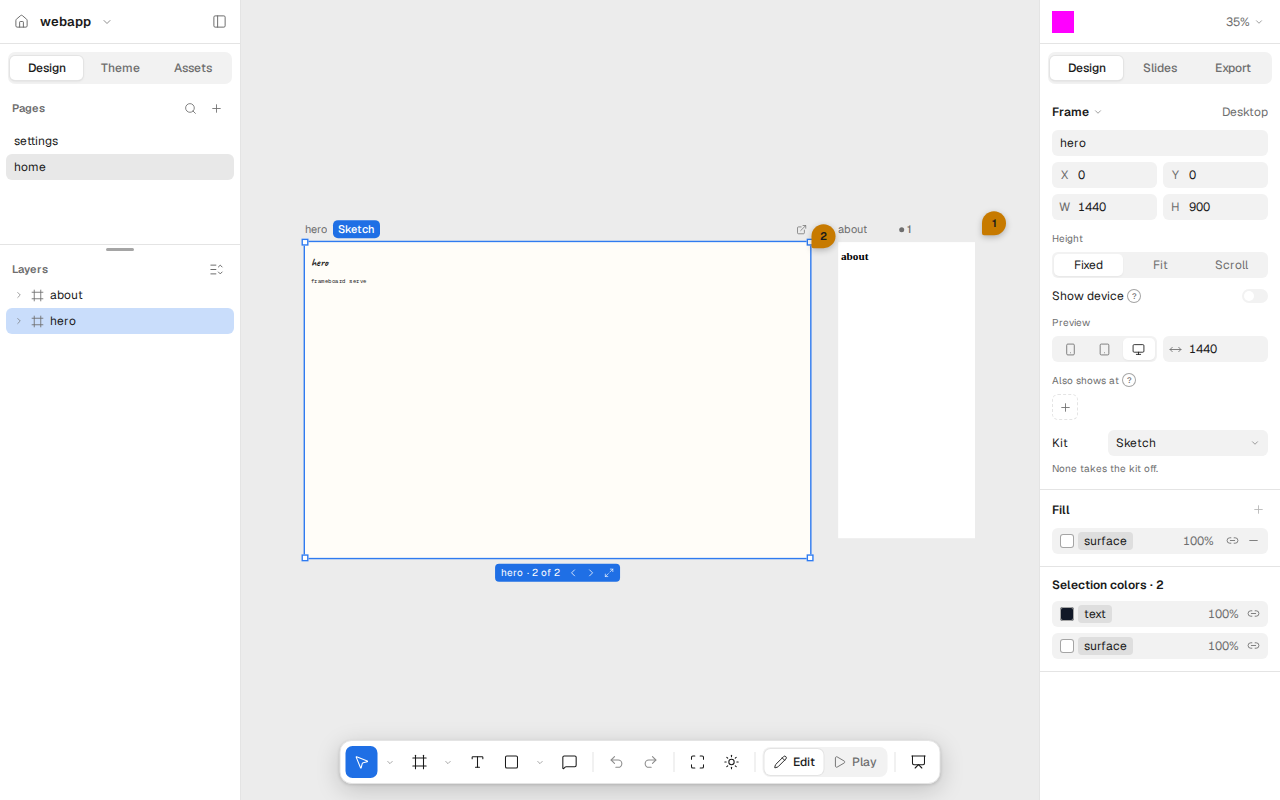 webapp
Design
Theme
Assets
Pages
settings
home
Layers
about
hero
hero Sketch
2
about
1
1
hero
frameboard serve
about
hero · 2 of 2
Edit
Play
35%
Design
Slides
Export
Frame
Desktop
hero
X 0
Y 0
W 1440
H 900
Height
Fixed
Fit
Scroll
Show device ?
Preview
1440
Also shows at ?
Kit
Sketch
None takes the kit off.
Fill
surface 100%
Selection colors · 2
text 100%
surface 100%